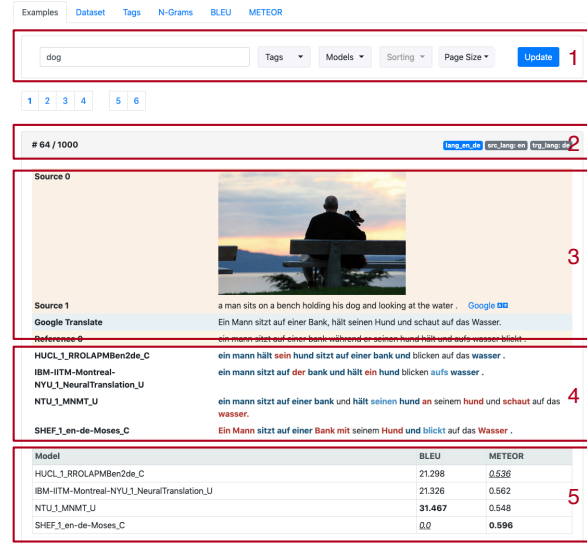 Examples Dataset Tags N-Grams BLEU METEOR
dog Tags Models Sorting Page Size Update 1
1 2 3 4 5 6
# 64 / 1000 lang_en_de src_lang: en trg_lang: de 2
Source 0
3
Source 1 a man sits on a bench holding his dog and looking at the water . Google
Google Translate Ein Mann sitzt auf einer Bank, hält seinen Hund und schaut auf das Wasser.
Reference 0 ein mann sitzt auf einer bank während er seinen hund hält und aufs wasser blickt .
HUCL_1_RROLAPMBen2de_C ein mann hält sein hund sitzt auf einer bank und blicken auf das wasser .
IBM-IITM-Montreal- ein mann sitzt auf der bank und hält ein hund blicken aufs wasser .
NYU_1_NeuralTranslation_U
4
NTU_1_MNMT_U ein mann sitzt auf einer bank und hält seinen hund an seinem hund und schaut auf das
wasser.
SHEF_1_en-de-Moses_C Ein Mann sitzt auf einer Bank mit seinem Hund und blickt auf das Wasser .
Model BLEU METEOR
HUCL_1_RROLAPMBen2de_C 21.298 0.536
IBM-IITM-Montreal-NYU_1_NeuralTranslation_U 21.326 0.562
5
NTU_1_MNMT_U 31.467 0.548
SHEF_1_en-de-Moses_C 0.0 0.596